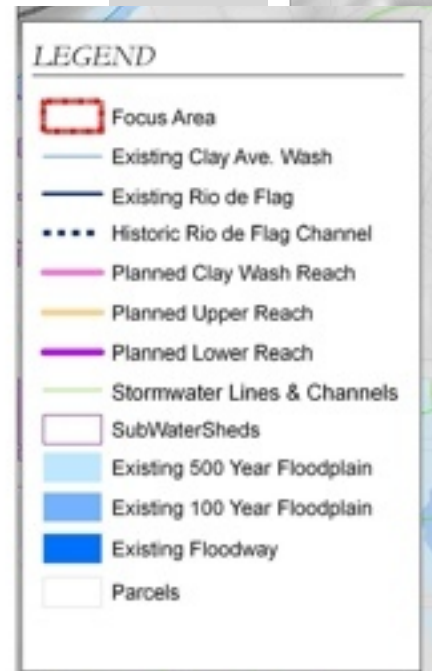 LEGEND
Focus Area
Existing Clay Ave. Wash
Existing Rio de Flag
Historic Rio de Flag Channel
Planned Clay Wash Reach
Planned Upper Reach
Planned Lower Reach
Stormwater Lines & Channels
SubWaterSheds
Existing 500 Year Floodplain
Existing 100 Year Floodplain
Existing Floodway
Parcels